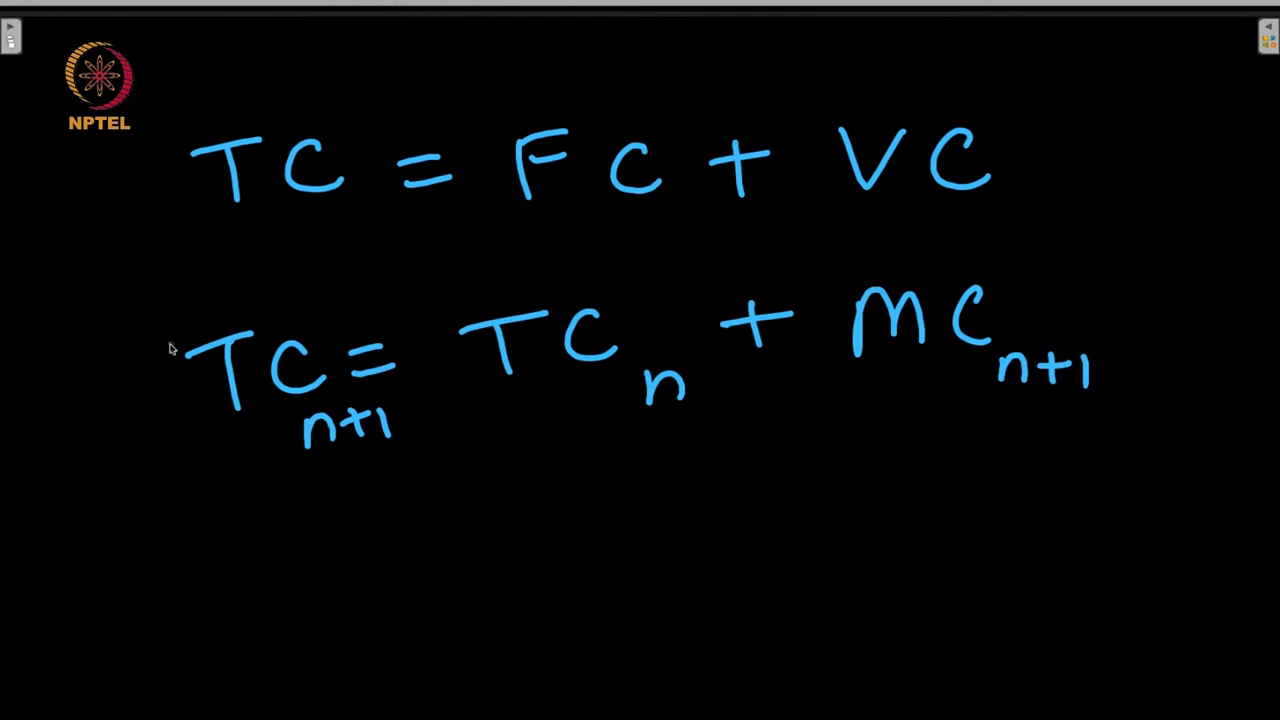 NPTEL
TC = FC + VC
TCₙ₊₁ = TCₙ + MCₙ₊₁